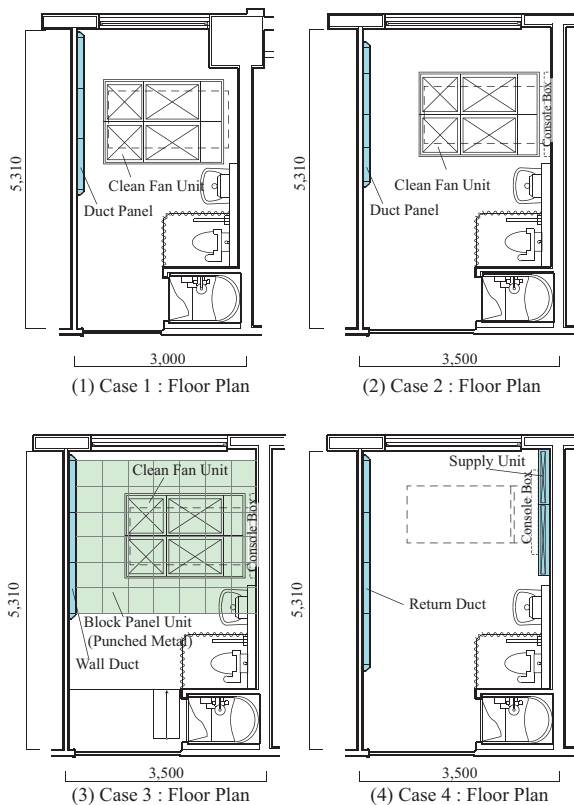 5,310
Clean Fan Unit
Duct Panel
3,000
(1) Case 1 : Floor Plan
5,310
Console Box
Clean Fan Unit
Duct Panel
3,500
(2) Case 2 : Floor Plan
5,310
Clean Fan Unit
Console Box
Block Panel Unit
(Punched Metal)
Wall Duct
3,500
(3) Case 3 : Floor Plan
5,310
Supply Unit
Console Box
Return Duct
3,500
(4) Case 4 : Floor Plan